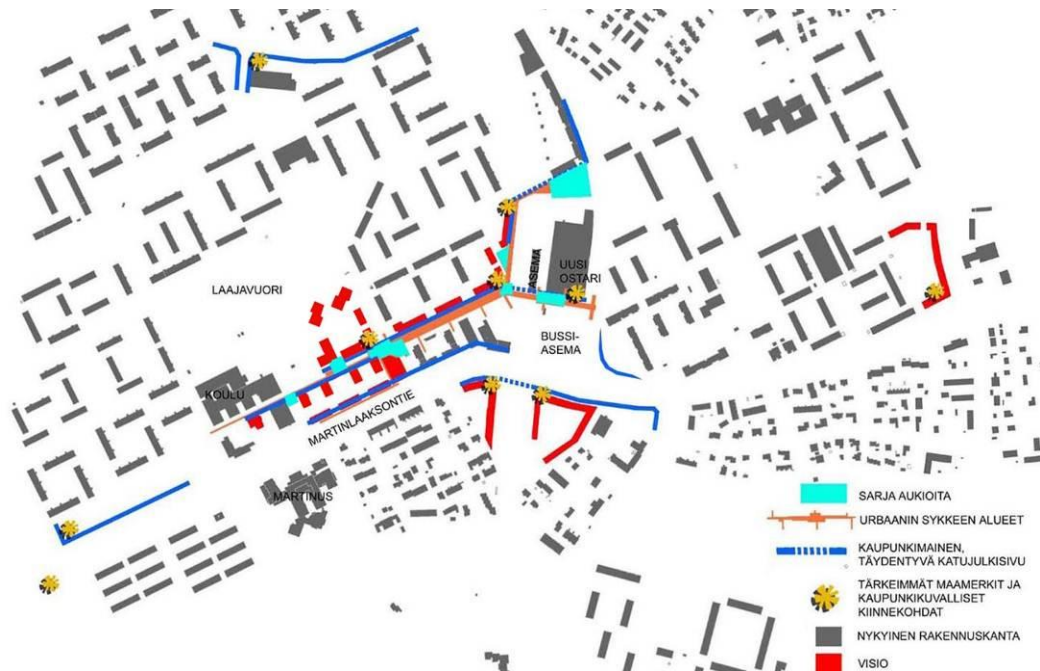 LAAJAVUORI
ASEMA
UUSI
OSTARI
BUSSI-
ASEMA
KOULU
MARTINLAAKSONTIE
MARTINUS
SARJA AUKIOITA
URBAANIN SYKKEEN ALUEET
KAUPUNKIMAINEN,
TÄYDENTYVÄ KATUJULKISIVU
TÄRKEIMMÄT MAAMERKIT JA
KAUPUNKIKUVALLISET
KIINNEKOHDAT
NYKYINEN RAKENNUSKANTA
VISIO